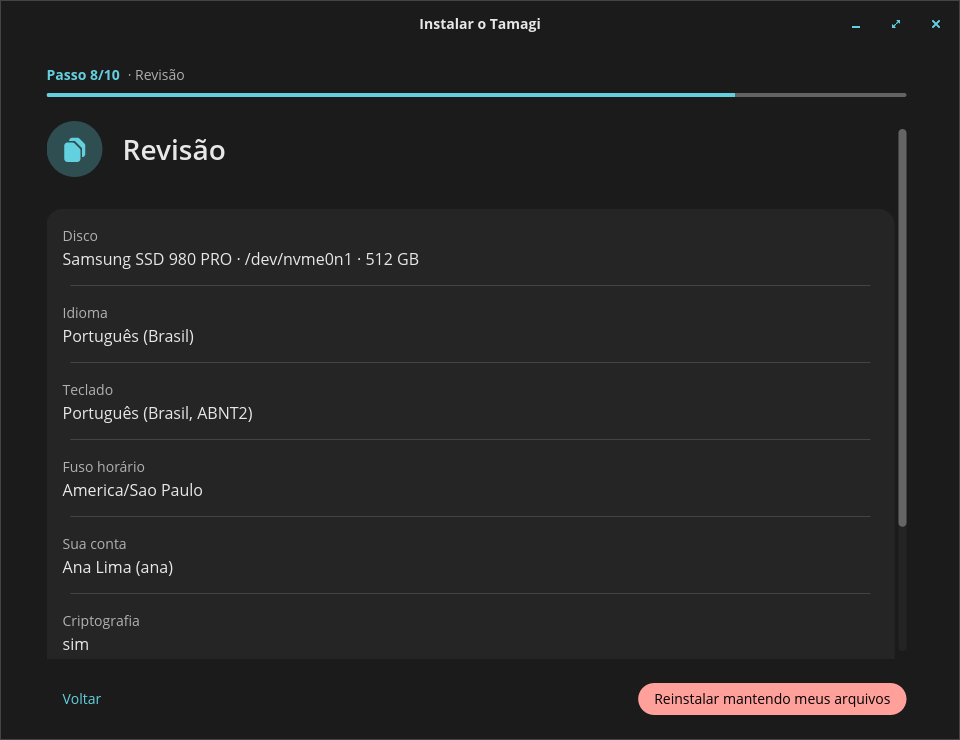 Instalar o Tamagi
Passo 8/10 · Revisão
Revisão
Disco
Samsung SSD 980 PRO · /dev/nvme0n1 · 512 GB
Idioma
Português (Brasil)
Teclado
Português (Brasil, ABNT2)
Fuso horário
America/Sao Paulo
Sua conta
Ana Lima (ana)
Criptografia
sim
Voltar
Reinstalar mantendo meus arquivos